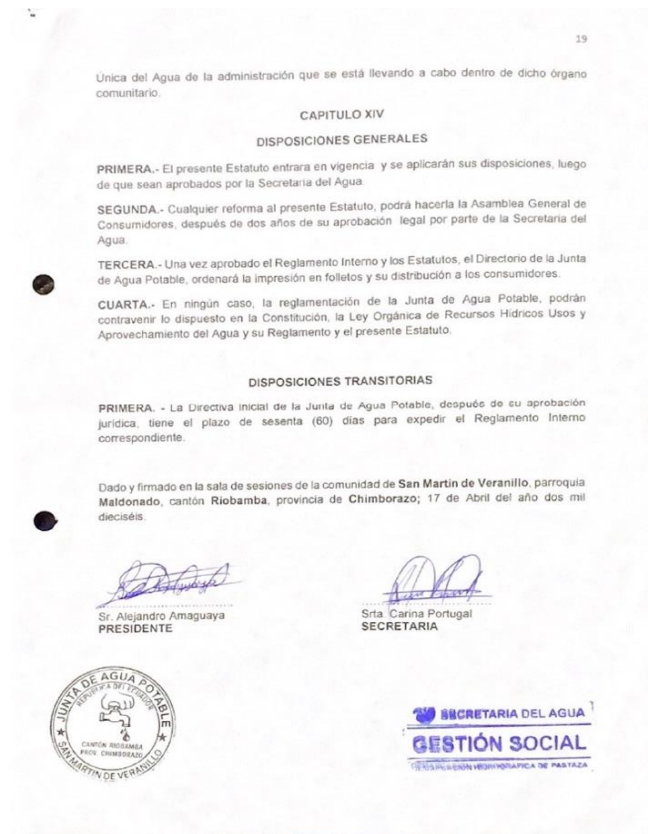 19
Única del Agua de la administración que se está llevando a cabo dentro de dicho órgano
comunitario.
CAPITULO XIV
DISPOSICIONES GENERALES
PRIMERA.- El presente Estatuto entrara en vigencia y se aplicarán sus disposiciones, luego
de que sean aprobados por la Secretaria del Agua.
SEGUNDA.- Cualquier reforma al presente Estatuto, podrá hacerla la Asamblea General de
Consumidores, después de dos años de su aprobación legal por parte de la Secretaria del
Agua.
TERCERA.- Una vez aprobado el Reglamento Interno y los Estatutos, el Directorio de la Junta
de Agua Potable, ordenará la impresión en folletos y su distribución a los consumidores.
CUARTA.- En ningún caso, la reglamentación de la Junta de Agua Potable, podrán
contravenir lo dispuesto en la Constitución, la Ley Orgánica de Recursos Hídricos Usos y
Aprovechamiento del Agua y su Reglamento y el presente Estatuto.
DISPOSICIONES TRANSITORIAS
PRIMERA. - La Directiva inicial de la Junta de Agua Potable, después de su aprobación
jurídica, tiene el plazo de sesenta (60) días para expedir el Reglamento Interno
correspondiente.
Dado y firmado en la sala de sesiones de la comunidad de San Martin de Veranillo, parroquia
Maldonado, cantón Riobamba, provincia de Chimborazo; 17 de Abril del año dos mil
dieciséis.
Sr. Alejandro Amaguaya
PRESIDENTE
Srta. Carina Portugal
SECRETARIA
JUNTA DE AGUA POTABLE
REPUBLICA DEL ECUADOR
CANTÓN RIOBAMBA
PROV. CHIMBORAZO
SAN MARTIN DE VERANILLO
SECRETARIA DEL AGUA
GESTIÓN SOCIAL
HIDROGRAFICA DE PASTAZA